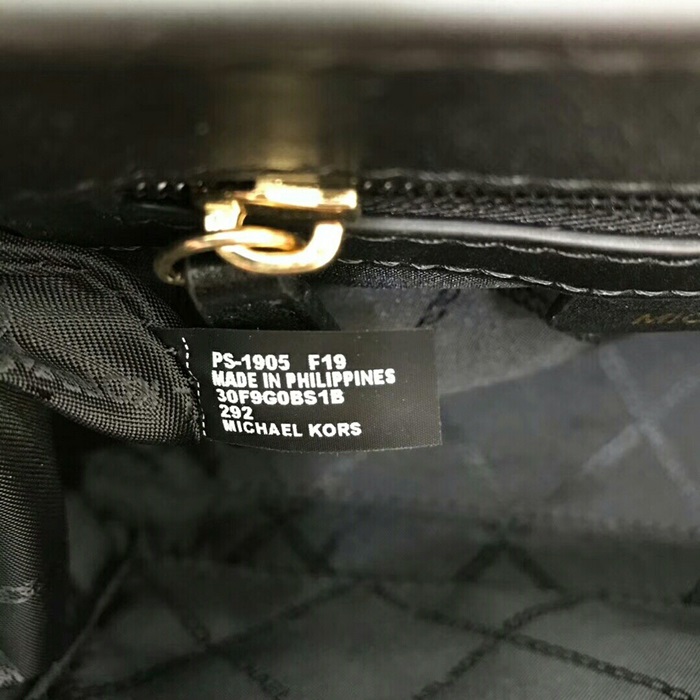 PS-1905 F19
MADE IN PHILIPPINES
30F9G0BS1B
292
MICHAEL KORS